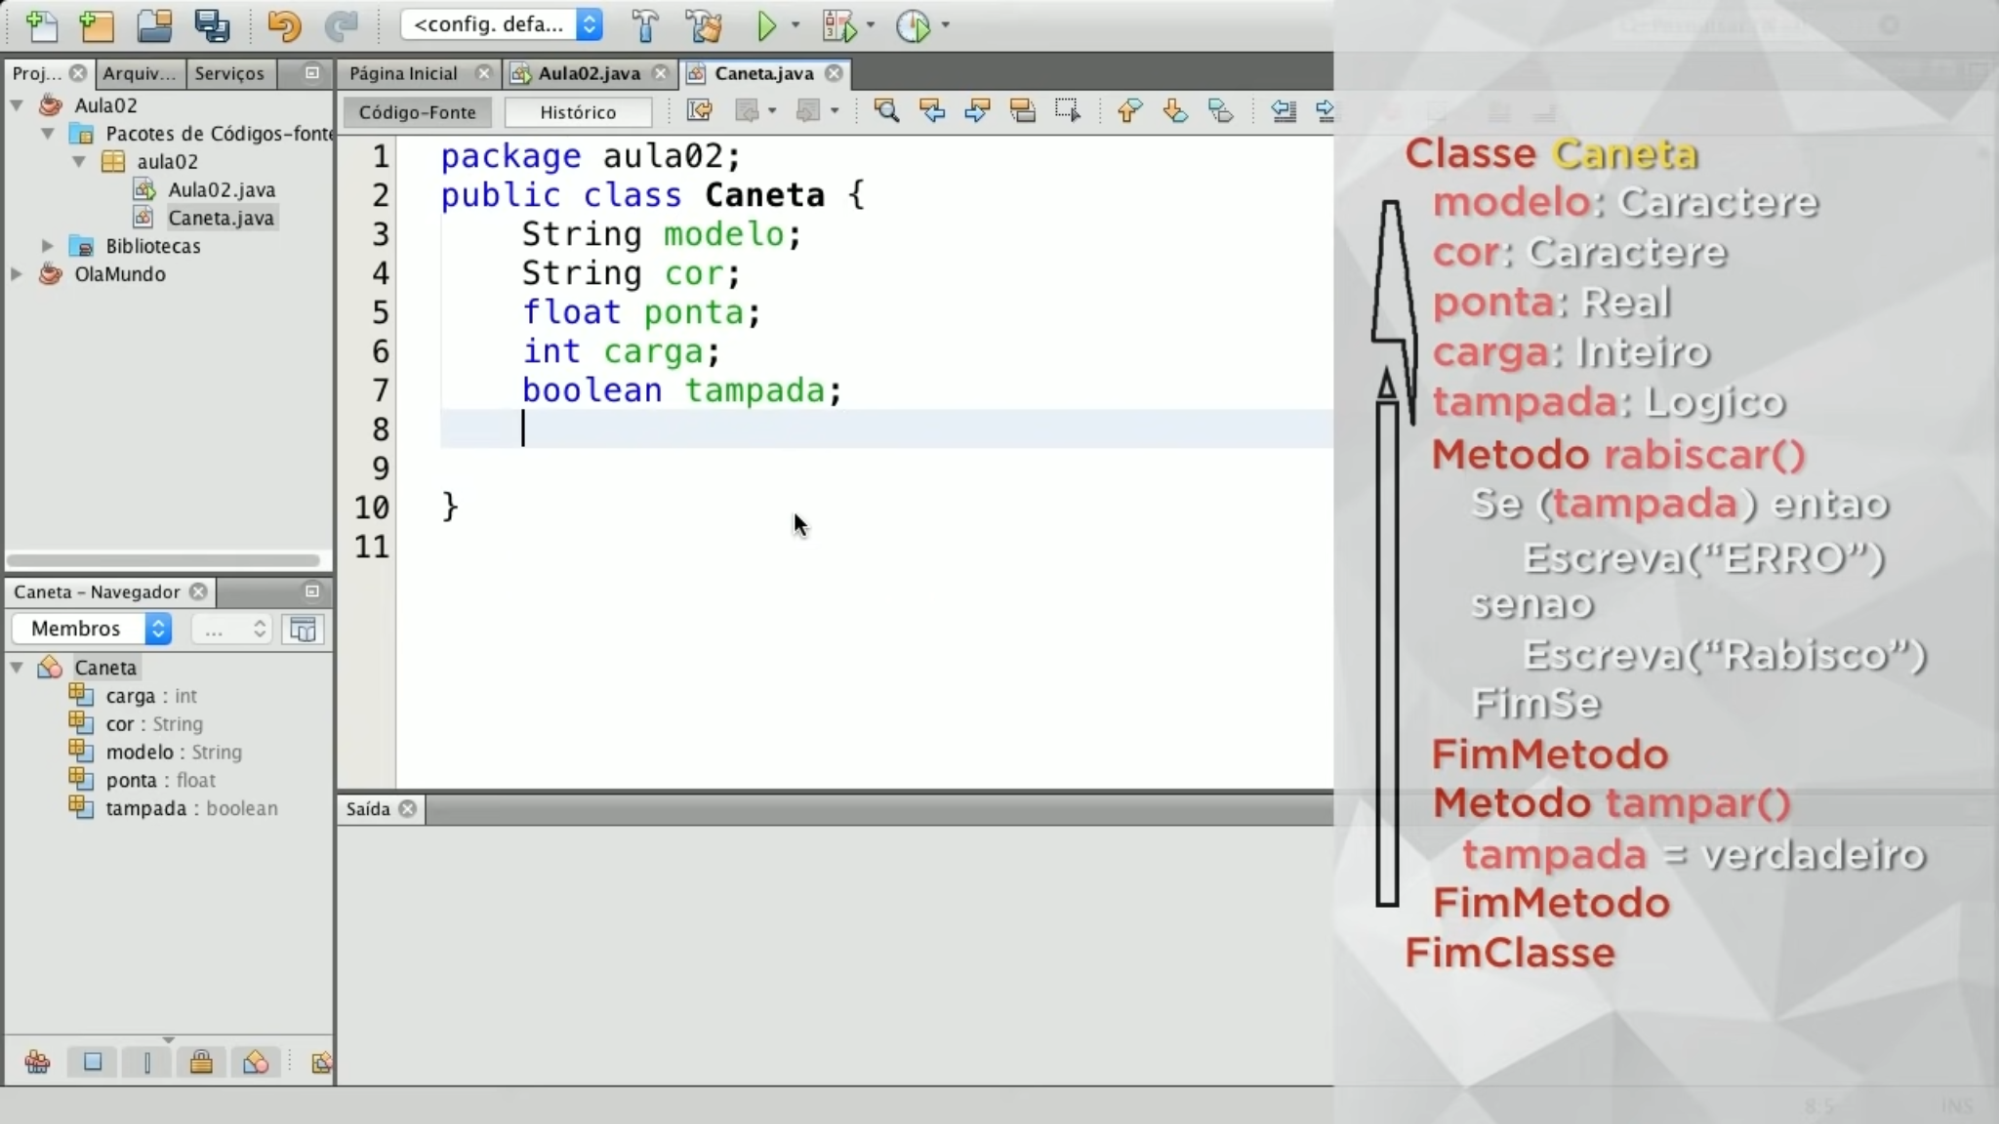 <config. defa...
Proj...
Arquiv...
Serviços
Aula02
Pacotes de Códigos-fonte
aula02
Aula02.java
Caneta.java
Bibliotecas
OlaMundo
Página Inicial
Aula02.java
Caneta.java
Código-Fonte
Histórico
1 package aula02;
2 public class Caneta {
3 String modelo;
4 String cor;
5 float ponta;
6 int carga;
7 boolean tampada;
8
9
10 }
11
Caneta - Navegador
Membros
...
Caneta
carga : int
cor : String
modelo : String
ponta : float
tampada : boolean
Saída
Classe Caneta
modelo: Caractere
cor: Caractere
ponta: Real
carga: Inteiro
tampada: Logico
Metodo rabiscar()
Se (tampada) entao
Escreva(“ERRO”)
senao
Escreva(“Rabisco”)
FimSe
FimMetodo
Metodo tampar()
tampada = verdadeiro
FimMetodo
FimClasse
8:5
INS